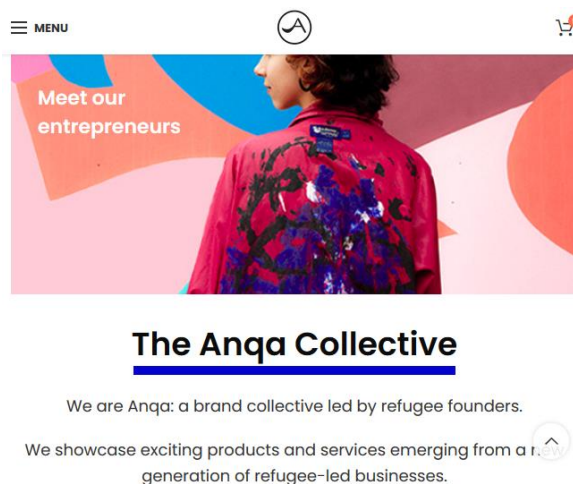 MENU
Meet our
entrepreneurs
The Anqa Collective
We are Anqa: a brand collective led by refugee founders.
We showcase exciting products and services emerging from a new
generation of refugee-led businesses.